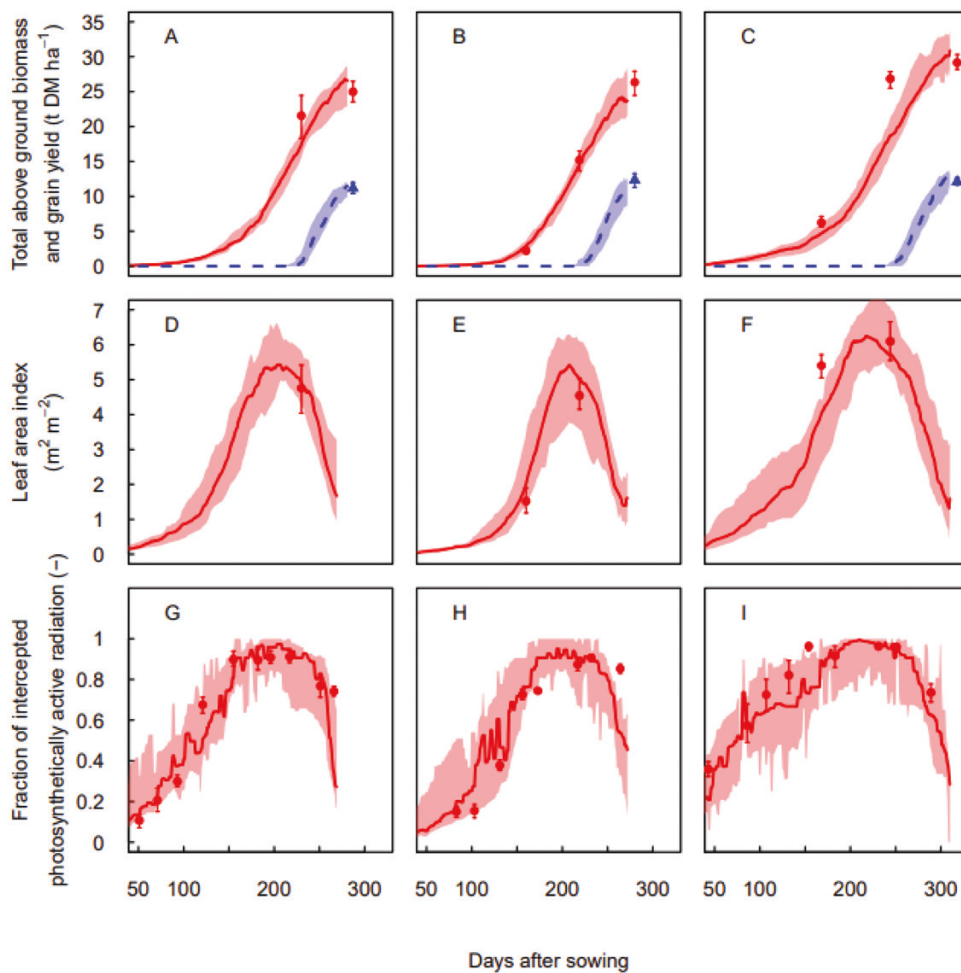 Total above ground biomass
and grain yield (t DM ha⁻¹)
35
30
25
20
15
10
5
0
A
B
C
Leaf area index
(m² m⁻²)
7
6
5
4
3
2
1
0
D
E
F
Fraction of intercepted
photosynthetically active radiation (−)
1
0.8
0.6
0.4
0.2
0
G
H
I
50 100 200 300
50 100 200 300
50 100 200 300
Days after sowing